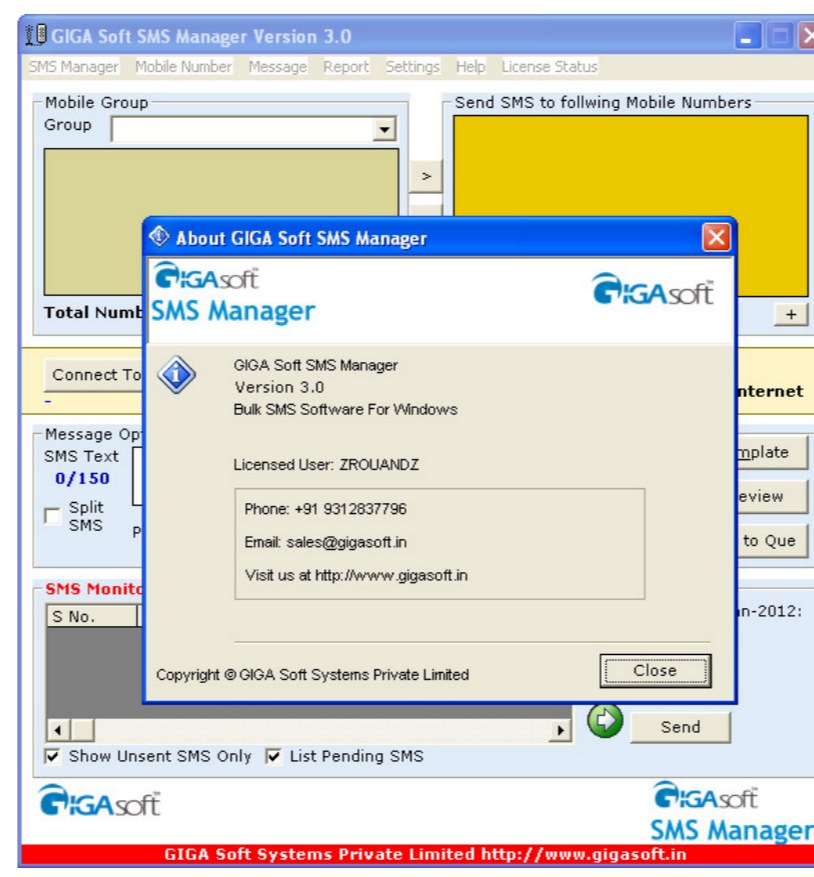 GIGA Soft SMS Manager Version 3.0
SMS Manager Mobile Number Message Report Settings Help License Status
Mobile Group
Group
Send SMS to follwing Mobile Numbers
>
About GIGA Soft SMS Manager
GIGAsoft
SMS Manager
GIGAsoft
Total Numb
+
GIGA Soft SMS Manager
Version 3.0
Bulk SMS Software For Windows
Connect To
-
nternet
Licensed User: ZROUANDZ
Message Op
SMS Text
0/150
Split
SMS
P
mplate
eview
to Que
Phone: +91 9312837796
Email: sales@gigasoft.in
Visit us at http://www.gigasoft.in
SMS Monito
S No.
n-2012:
Copyright © GIGA Soft Systems Private Limited
Close
Send
Show Unsent SMS Only List Pending SMS
GIGAsoft
GIGAsoft
SMS Manager
GIGA Soft Systems Private Limited http://www.gigasoft.in